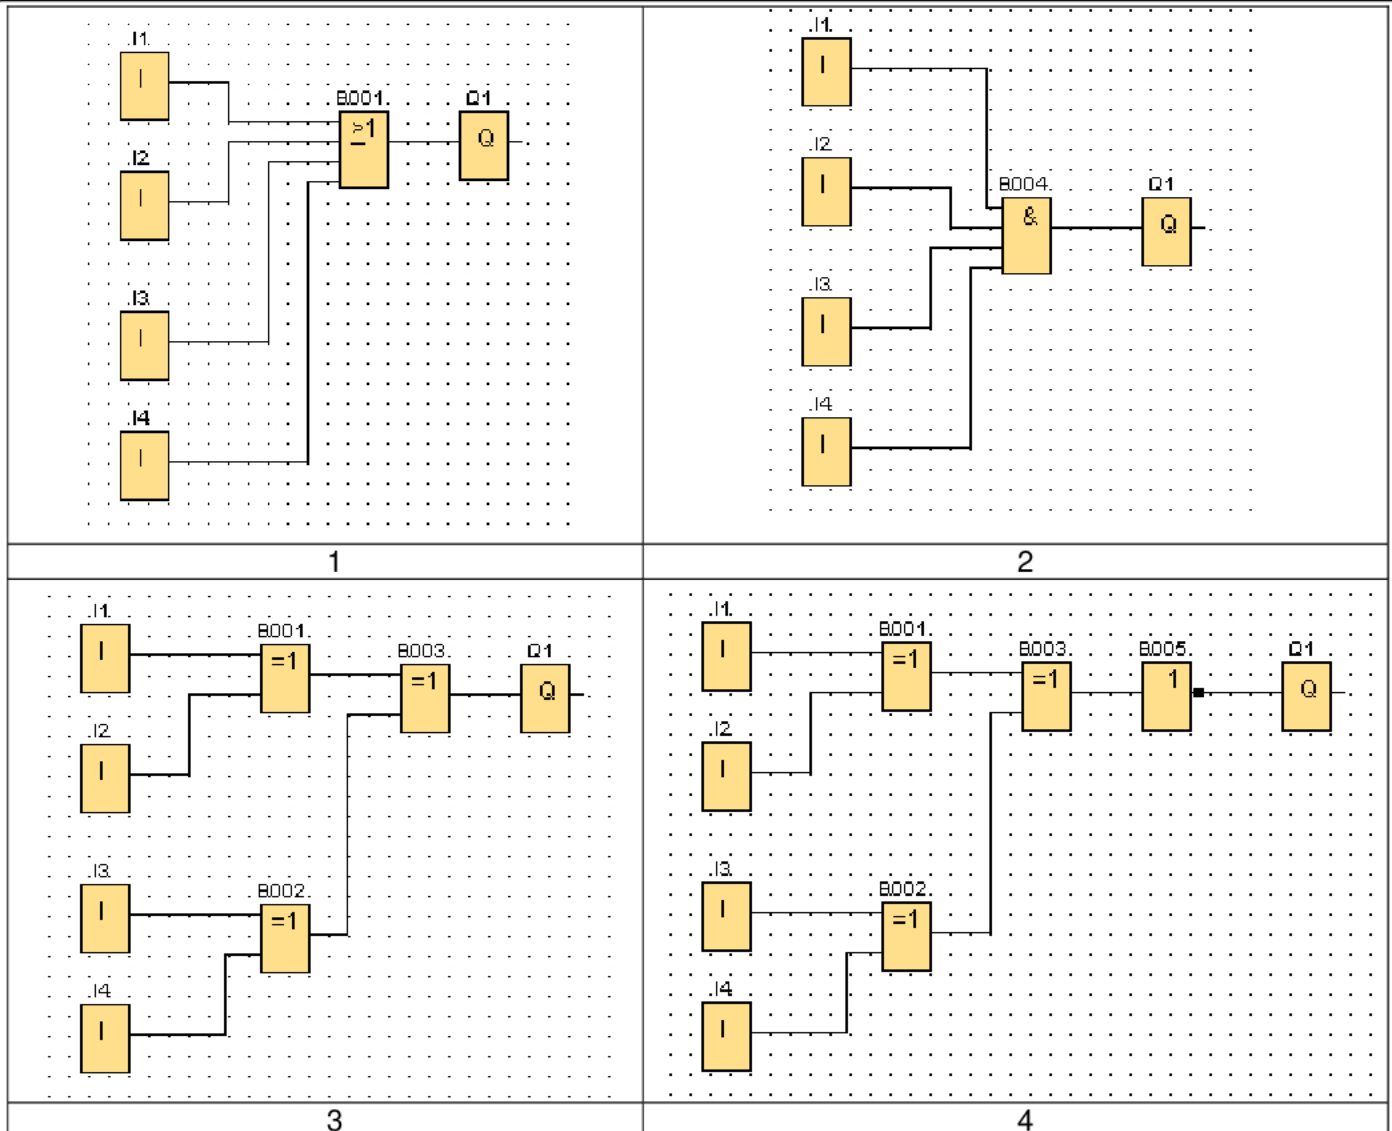 I1
I
B001
≥1
Q1
Q
I2
I
I3
I
I4
I
1
I1
I
I2
I
B004
&
Q1
Q
I3
I
I4
I
2
I1
I
B001
=1
B003
=1
Q1
Q
I2
I
I3
I
B002
=1
I4
I
3
I1
I
B001
=1
B003
=1
B005
1
Q1
Q
I2
I
I3
I
B002
=1
I4
I
4